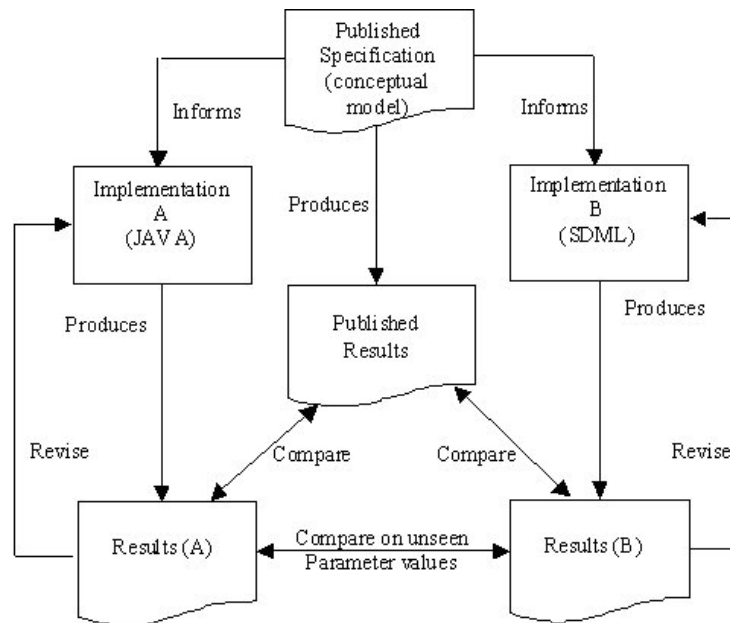 Published
Specification
(conceptual
model)
Informs
Informs
Implementation
A
(JAVA)
Implementation
B
(SDML)
Produces
Produces
Produces
Published
Results
Revise
Compare
Compare
Revise
Results (A)
Compare on unseen
Parameter values
Results (B)